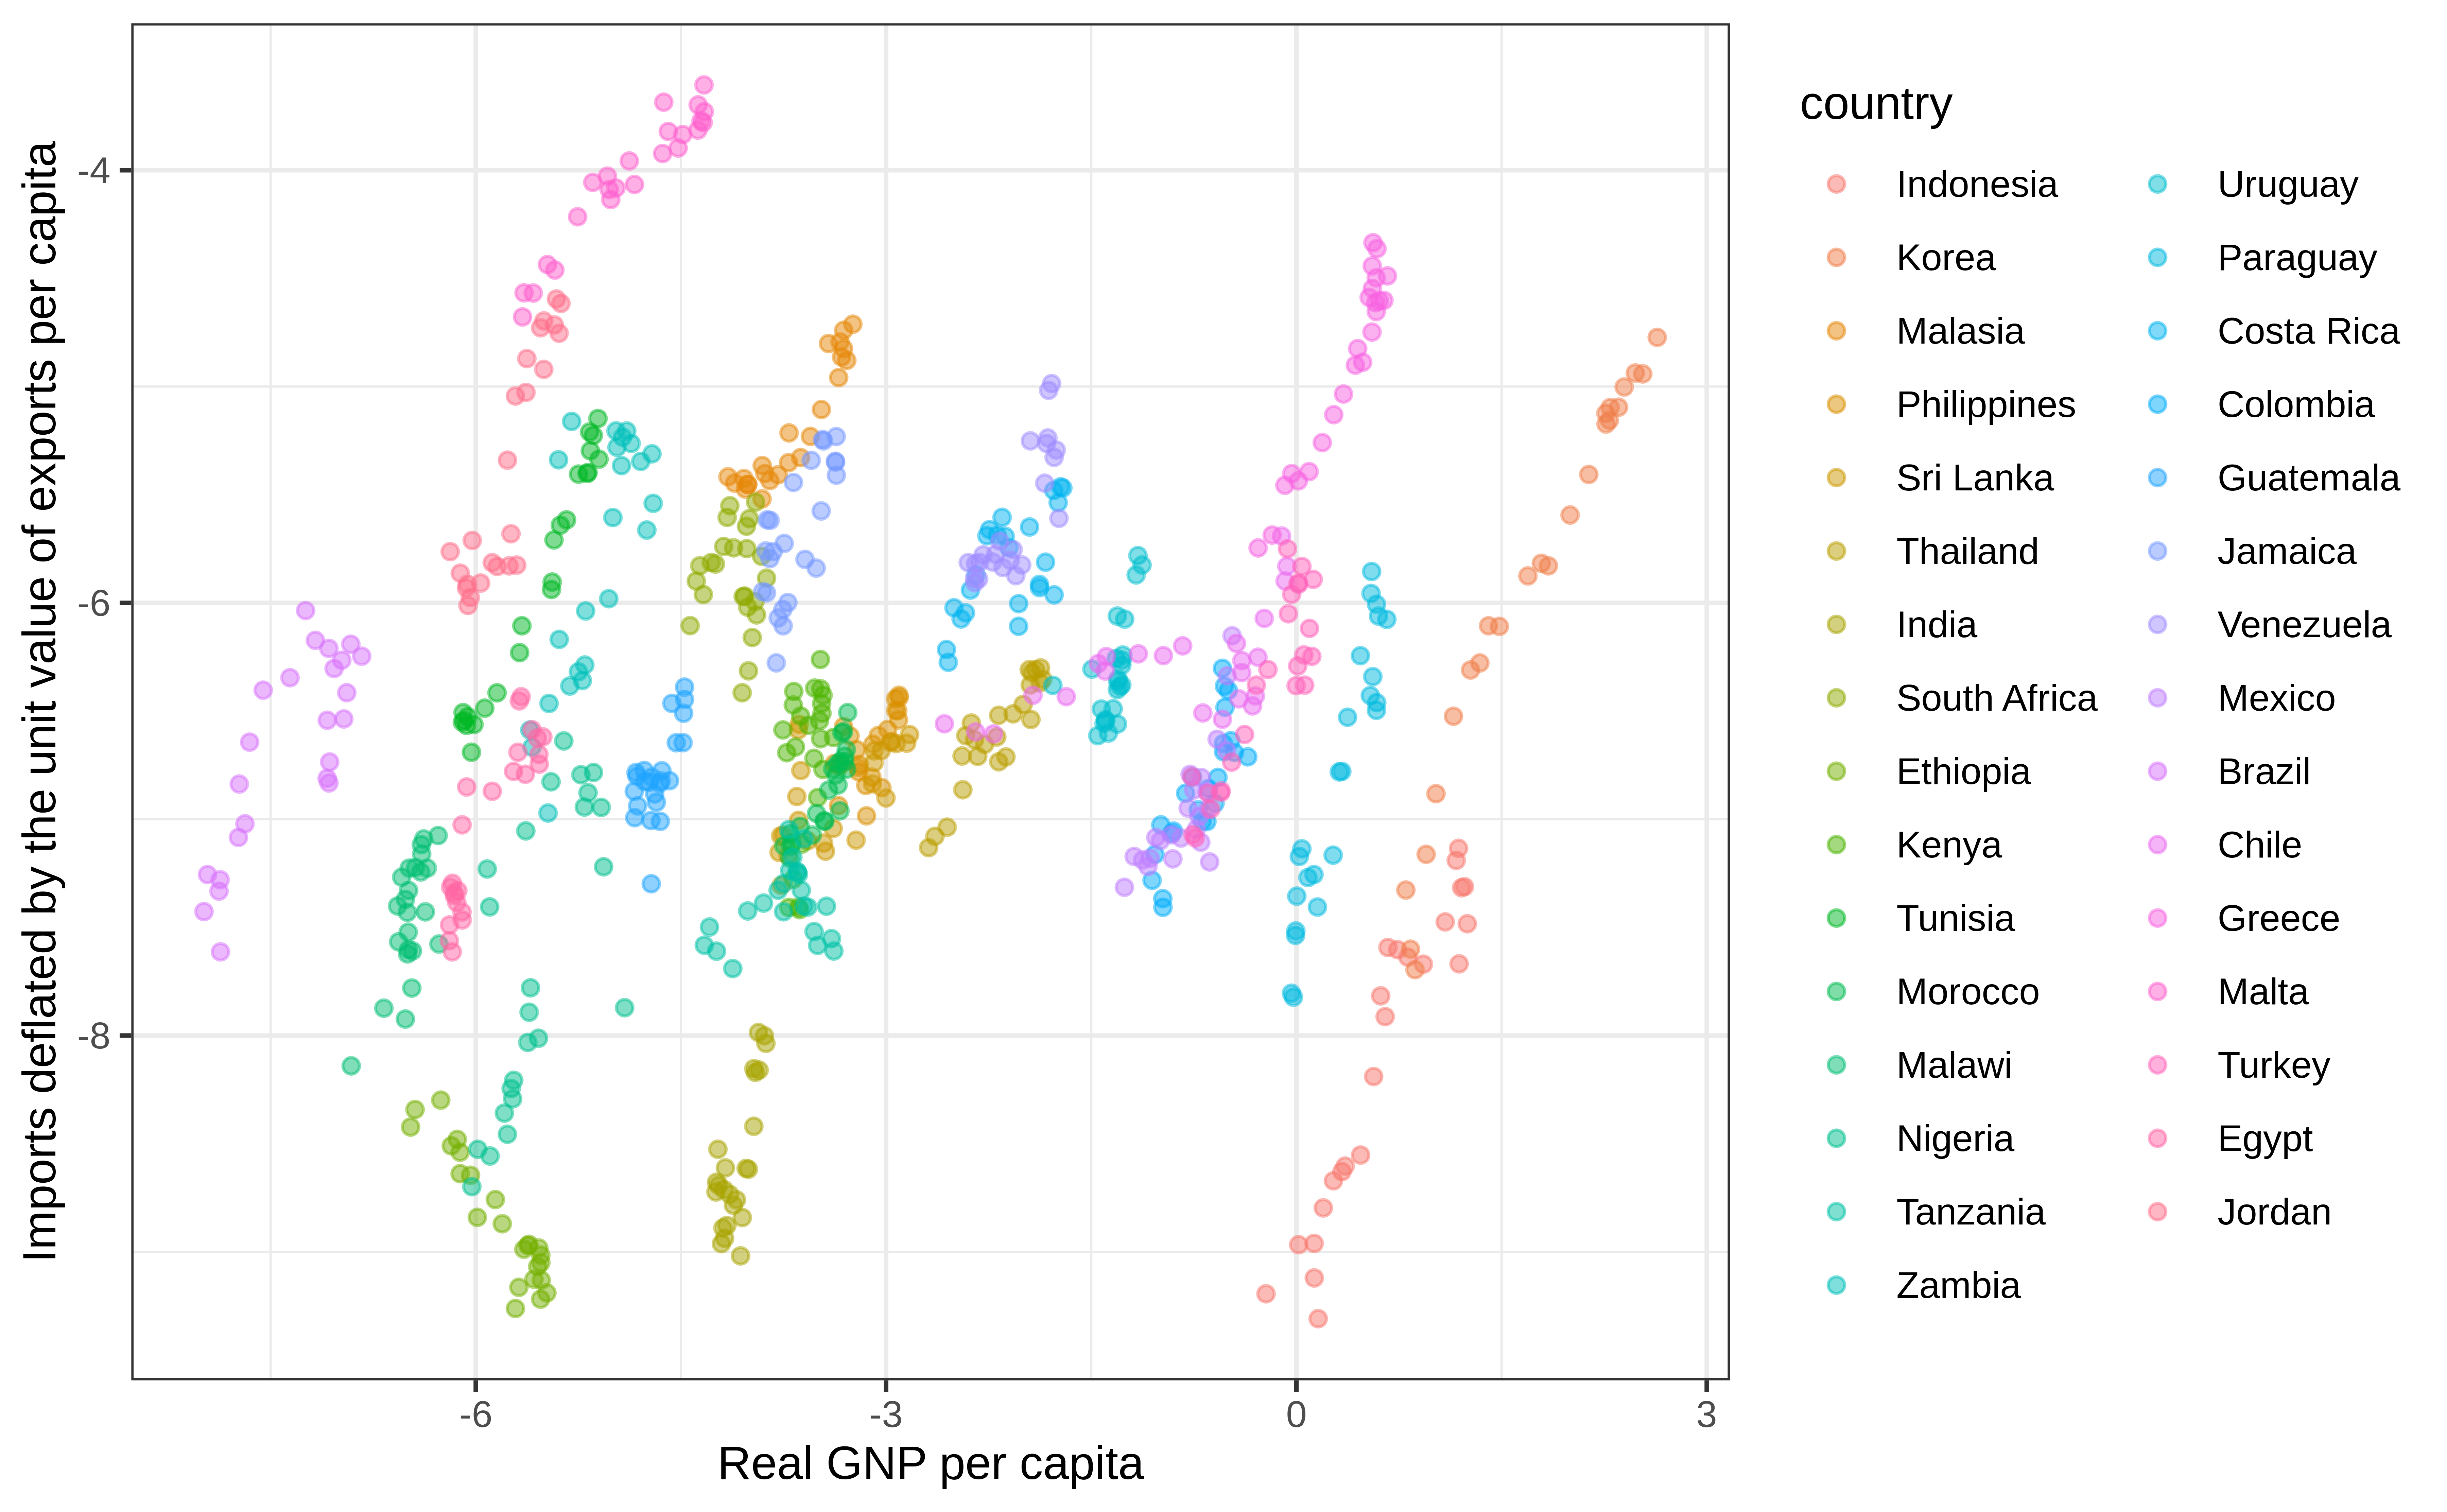 Imports deflated by the unit value of exports per capita
-4
-6
-8
-6
-3
0
3
Real GNP per capita
country
Indonesia
Korea
Malasia
Philippines
Sri Lanka
Thailand
India
South Africa
Ethiopia
Kenya
Tunisia
Morocco
Malawi
Nigeria
Tanzania
Zambia
Uruguay
Paraguay
Costa Rica
Colombia
Guatemala
Jamaica
Venezuela
Mexico
Brazil
Chile
Greece
Malta
Turkey
Egypt
Jordan